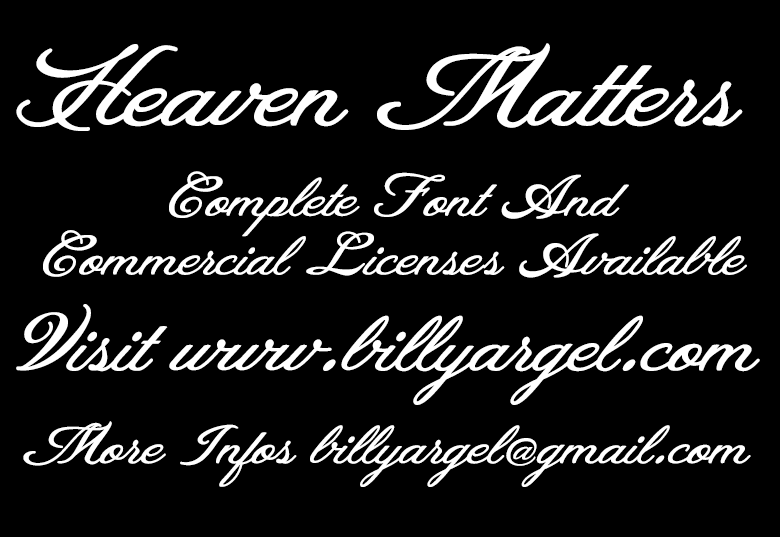 Heaven Matters
Complete Font And
Commercial Licenses Available
Visit www.billyargel.com
More Infos billyargel@gmail.com